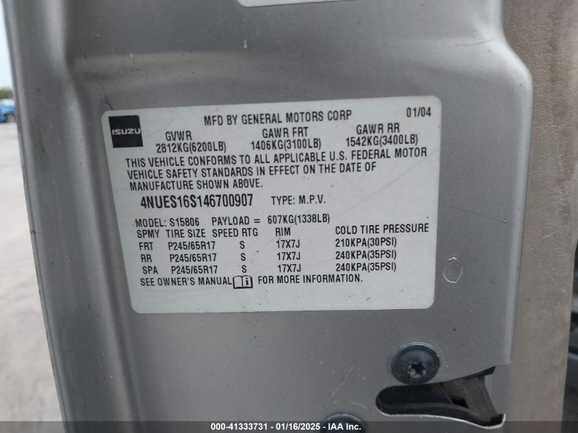 ISUZU
MFD BY GENERAL MOTORS CORP 01/04
GVWR GAWR FRT GAWR RR
2812KG(6200LB) 1406KG(3100LB) 1542KG(3400LB)
THIS VEHICLE CONFORMS TO ALL APPLICABLE U.S. FEDERAL MOTOR
VEHICLE SAFETY STANDARDS IN EFFECT ON THE DATE OF
MANUFACTURE SHOWN ABOVE.
4NUES16S146700907 TYPE: M.P.V.
MODEL: S15806 PAYLOAD = 607KG(1338LB)
SPMY TIRE SIZE SPEED RTG RIM COLD TIRE PRESSURE
FRT P245/65R17 S 17X7J 210KPA(30PSI)
RR P245/65R17 S 17X7J 240KPA(35PSI)
SPA P245/65R17 S 17X7J 240KPA(35PSI)
SEE OWNER'S MANUAL FOR MORE INFORMATION.
000-41333731 - 01/16/2025 - IAAI.COM